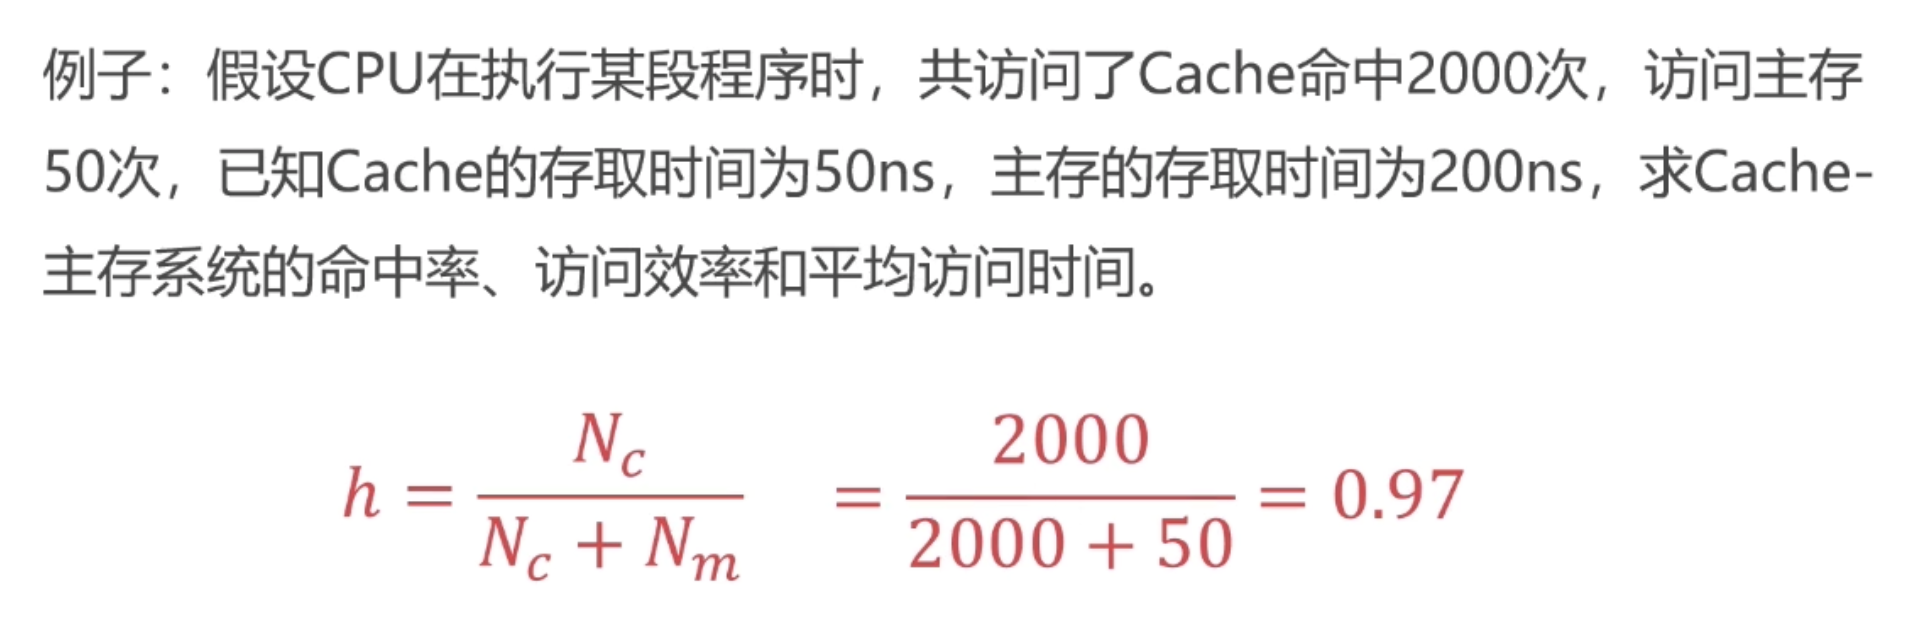 例子：假设CPU在执行某段程序时，共访问了Cache命中2000次，访问主存
50次，已知Cache的存取时间为50ns，主存的存取时间为200ns，求Cache-
主存系统的命中率、访问效率和平均访问时间。
h = N_c / (N_c + N_m) = 2000 / (2000 + 50) = 0.97